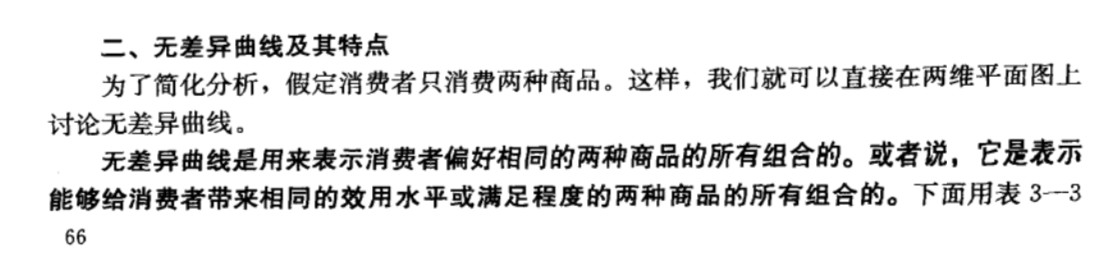 二、无差异曲线及其特点
为了简化分析，假定消费者只消费两种商品。这样，我们就可以直接在两维平面图上
讨论无差异曲线。
无差异曲线是用来表示消费者偏好相同的两种商品的所有组合的。或者说，它是表示
能够给消费者带来相同的效用水平或满足程度的两种商品的所有组合的。下面用表 3—3
66